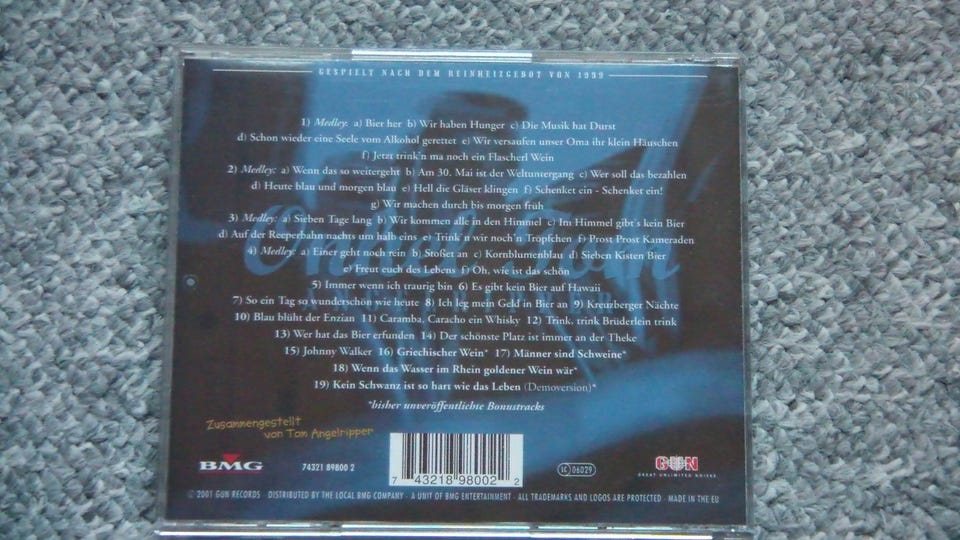 GESPIELT NACH DEM REINHEIZGEBOT VON 1999
1) Medley: a) Bier her b) Wir haben Hunger c) Die Musik hat Durst
d) Schon wieder eine Seele vom Alkohol gerettet e) Wir versaufen unser Oma ihr klein Häuschen
f) Jetzt trink'n ma noch ein Flascherl Wein
2) Medley: a) Wenn das so weitergeht b) Am 30. Mai ist der Weltuntergang c) Wer soll das bezahlen
d) Heute blau und morgen blau e) Hell die Gläser klingen f) Schenket ein - Schenket ein!
g) Wir machen durch bis morgen früh
3) Medley: a) Sieben Tage lang b) Wir kommen alle in den Himmel c) Im Himmel gibt's kein Bier
d) Auf der Reeperbahn nachts um halb eins e) Trink'n wir noch'n Tröpfchen f) Prost Prost Kameraden
4) Medley: a) Einer geht noch rein b) Stoßet an c) Kornblumenblau d) Sieben Kisten Bier
e) Freut euch des Lebens f) Oh, wie ist das schön
5) Immer wenn ich traurig bin 6) Es gibt kein Bier auf Hawaii
7) So ein Tag so wunderschön wie heute 8) Ich leg mein Geld in Bier an 9) Kreuzberger Nächte
10) Blau blüht der Enzian 11) Caramba, Caracho ein Whisky 12) Trink, trink Brüderlein trink
13) Wer hat das Bier erfunden 14) Der schönste Platz ist immer an der Theke
15) Johnny Walker 16) Griechischer Wein* 17) Männer sind Schweine*
18) Wenn das Wasser im Rhein goldener Wein wär*
19) Kein Schwanz ist so hart wie das Leben (Demoversion)*
*bisher unveröffentlichte Bonustracks
Zusammengestellt
von Tom Angelripper
BMG
74321 89800 2
7 43218 98002 2
LC 06029
GUN
GREAT UNLIMITED NOISES
© 2001 GUN RECORDS · DISTRIBUTED BY THE LOCAL BMG COMPANY · A UNIT OF BMG ENTERTAINMENT · ALL TRADEMARKS AND LOGOS ARE PROTECTED · MADE IN THE EU